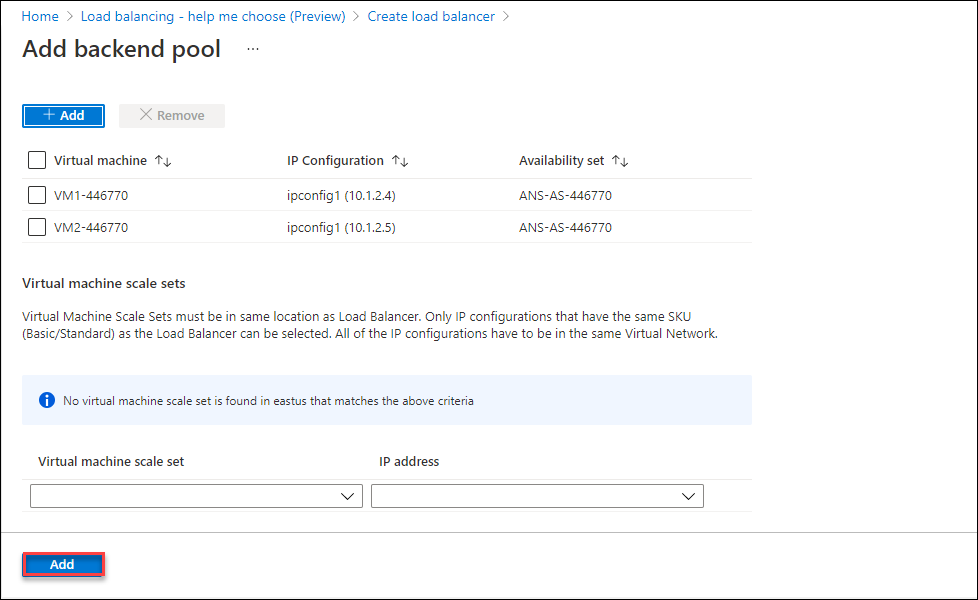 Home > Load balancing - help me choose (Preview) > Create load balancer >
Add backend pool ...
+ Add × Remove
Virtual machine ↑↓ IP Configuration ↑↓ Availability set ↑↓
VM1-446770 ipconfig1 (10.1.2.4) ANS-AS-446770
VM2-446770 ipconfig1 (10.1.2.5) ANS-AS-446770
Virtual machine scale sets
Virtual Machine Scale Sets must be in same location as Load Balancer. Only IP configurations that have the same SKU
(Basic/Standard) as the Load Balancer can be selected. All of the IP configurations have to be in the same Virtual Network.
No virtual machine scale set is found in eastus that matches the above criteria
Virtual machine scale set IP address
Add